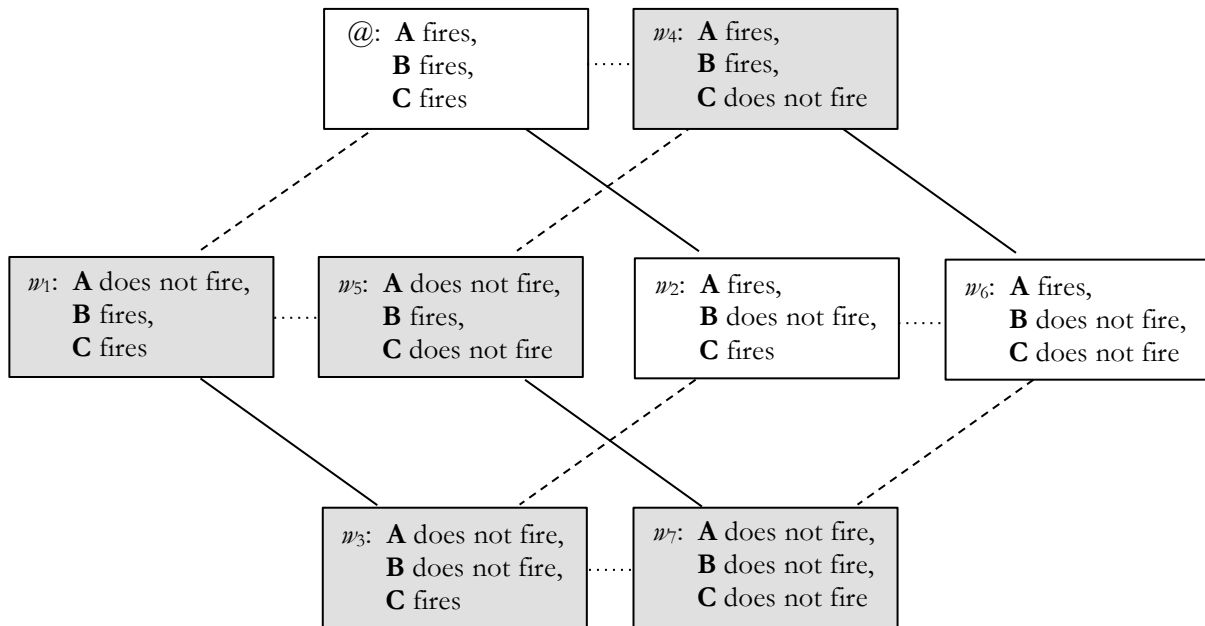 @: A fires,
B fires,
C fires
w4: A fires,
B fires,
C does not fire
w1: A does not fire,
B fires,
C fires
w5: A does not fire,
B fires,
C does not fire
w2: A fires,
B does not fire,
C fires
w6: A fires,
B does not fire,
C does not fire
w3: A does not fire,
B does not fire,
C fires
w7: A does not fire,
B does not fire,
C does not fire